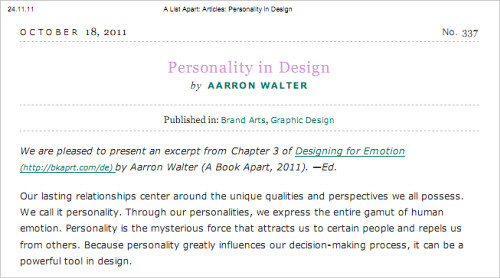 24.11.11 A List Apart: Articles: Personality in Design
OCTOBER 18, 2011 No. 337
Personality in Design
by AARRON WALTER
Published in: Brand Arts, Graphic Design
We are pleased to present an excerpt from Chapter 3 of Designing for Emotion
(http://bkaprt.com/de) by Aarron Walter (A Book Apart, 2011). —Ed.
Our lasting relationships center around the unique qualities and perspectives we all possess.
We call it personality. Through our personalities, we express the entire gamut of human
emotion. Personality is the mysterious force that attracts us to certain people and repels us
from others. Because personality greatly influences our decision-making process, it can be a
powerful tool in design.